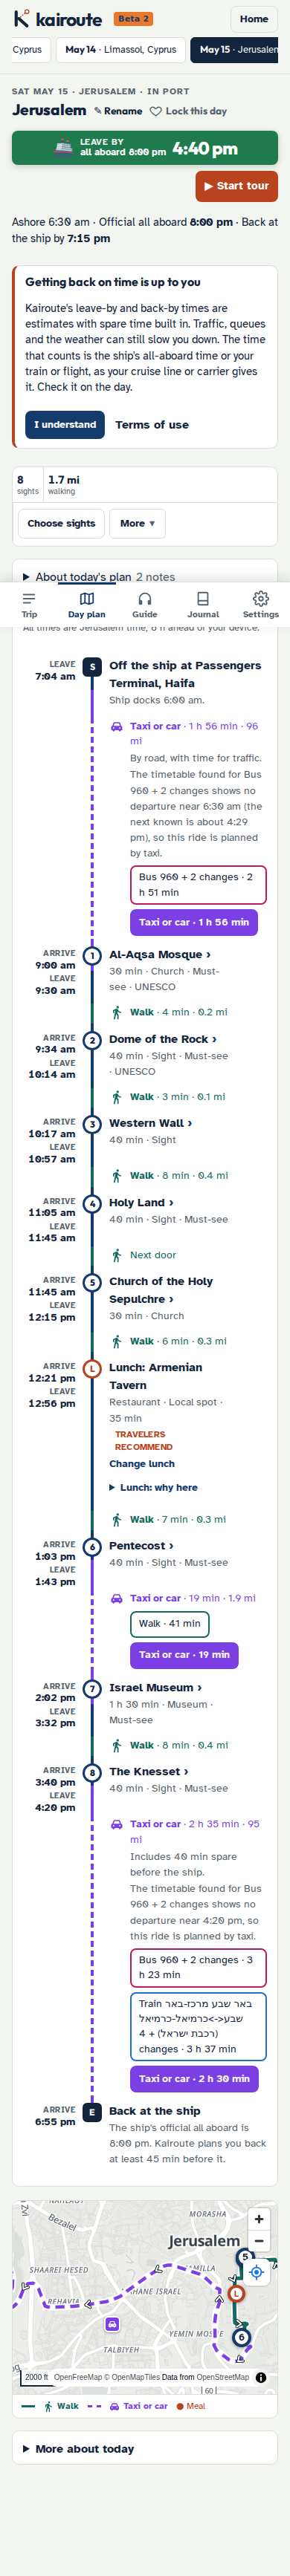 kairoute Beta 2 Home
Cyprus May 14 · Limassol, Cyprus May 15 · Jerusalem
SAT MAY 15 · JERUSALEM · IN PORT
Jerusalem ✎ Rename ♡ Lock this day
LEAVE BY
all aboard 8:00 pm 4:40 pm
▶ Start tour
Ashore 6:30 am · Official all aboard 8:00 pm · Back at
the ship by 7:15 pm
Getting back on time is up to you
Kairoute's leave-by and back-by times are
estimates with spare time built in. Traffic, queues
and the weather can still slow you down. The time
that counts is the ship's all-aboard time or your
train or flight, as your cruise line or carrier gives
it. Check it on the day.
I understand Terms of use
8 1.7 mi
sights walking
Choose sights More ▼
▶ About today's plan 2 notes
Trip Day plan Guide Journal Settings
All times are Jerusalem time, 6 h ahead of your device.
LEAVE
7:04 am
S
Off the ship at Passengers
Terminal, Haifa
Ship docks 6:00 am.
Taxi or car · 1 h 56 min · 96
mi
By road, with time for traffic.
The timetable found for Bus
960 + 2 changes shows no
departure near 6:30 am (the
next known is about 4:29
pm), so this ride is planned
by taxi.
Bus 960 + 2 changes · 2
h 51 min
Taxi or car · 1 h 56 min
ARRIVE
9:00 am
LEAVE
9:30 am
1
Al-Aqsa Mosque ›
30 min · Church · Must-
see · UNESCO
Walk · 4 min · 0.2 mi
ARRIVE
9:34 am
LEAVE
10:14 am
2
Dome of the Rock ›
40 min · Sight · Must-see
· UNESCO
Walk · 3 min · 0.1 mi
ARRIVE
10:17 am
LEAVE
10:57 am
3
Western Wall ›
40 min · Sight
Walk · 8 min · 0.4 mi
ARRIVE
11:05 am
LEAVE
11:45 am
4
Holy Land ›
40 min · Sight · Must-see
Next door
ARRIVE
11:45 am
LEAVE
12:15 pm
5
Church of the Holy
Sepulchre ›
30 min · Church
Walk · 6 min · 0.3 mi
ARRIVE
12:21 pm
LEAVE
12:56 pm
L
Lunch: Armenian
Tavern
Restaurant · Local spot ·
35 min
TRAVELERS
RECOMMEND
Change lunch
▶ Lunch: why here
Walk · 7 min · 0.3 mi
ARRIVE
1:03 pm
LEAVE
1:43 pm
6
Pentecost ›
40 min · Sight · Must-see
Taxi or car · 19 min · 1.9 mi
Walk · 41 min
Taxi or car · 19 min
ARRIVE
2:02 pm
LEAVE
3:32 pm
7
Israel Museum ›
1 h 30 min · Museum ·
Must-see
Walk · 8 min · 0.4 mi
ARRIVE
3:40 pm
LEAVE
4:20 pm
8
The Knesset ›
40 min · Sight · Must-see
Taxi or car · 2 h 35 min · 95
mi
Includes 40 min spare
before the ship.
The timetable found for Bus
960 + 2 changes shows no
departure near 4:20 pm, so
this ride is planned by taxi.
Bus 960 + 2 changes · 3
h 23 min
Train באר שבע מרכז-באר
שבע<->כרמיאל-כרמיאל
(רכבת ישראל) + 4
changes · 3 h 37 min
Taxi or car · 2 h 30 min
ARRIVE
6:55 pm
E
Back at the ship
The ship's official all aboard is
8:00 pm. Kairoute plans you back
at least 45 min before it.
NAHLAOT
MORASHA
Bezalel
Jerusalem
SHAAREI HESED
MAMILLA
REHAVIA
YEMIN MOSHE
TALBIYEH
5
L
6
60
+
−
2000 ft OpenFreeMap © OpenMapTiles Data from OpenStreetMap
Walk Taxi or car Meal
▶ More about today